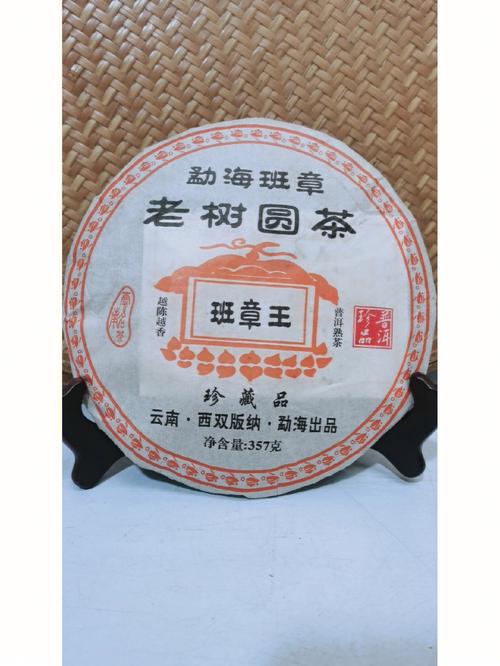 勐海班章
老树圆茶
班章王
越陈越香
普洱熟茶
普洱
珍品
珍藏品
云南·西双版纳·勐海出品
净含量:357克